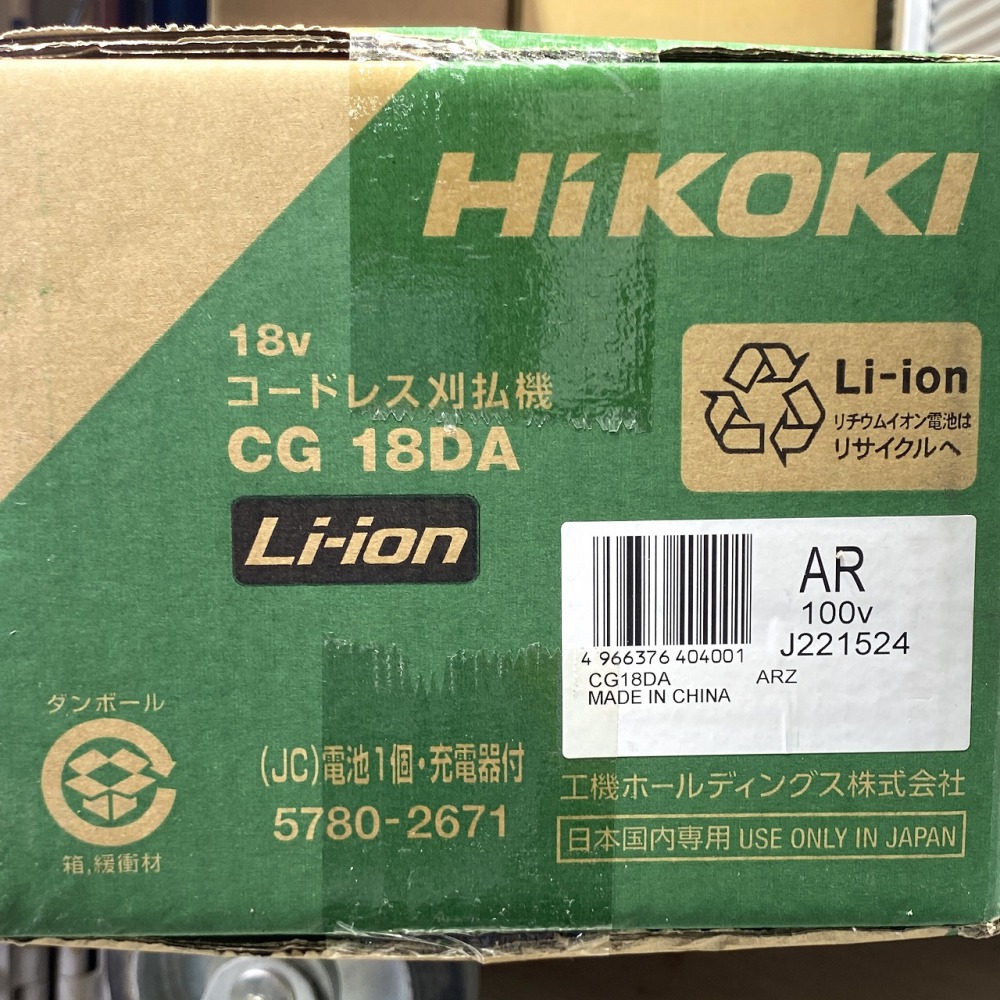 HiKOKI
18v
コードレス刈払機
CG 18DA
Li-ion
Li-ion
リチウムイオン電池は
リサイクルへ
AR
100v
J221524
4 966376 404001
CG18DA ARZ
MADE IN CHINA
ダンボール
箱,緩衝材
(JC)電池1個・充電器付
5780-2671
工機ホールディングス株式会社
日本国内専用 USE ONLY IN JAPAN